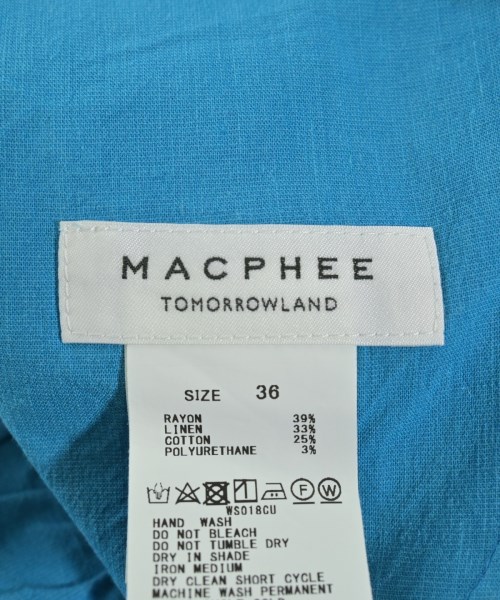 MACPHEE
TOMORROWLAND
SIZE 36
RAYON 39%
LINEN 33%
COTTON 25%
POLYURETHANE 3%
F W
WS018CU
HAND WASH
DO NOT BLEACH
DO NOT TUMBLE DRY
DRY IN SHADE
IRON MEDIUM
DRY CLEAN SHORT CYCLE
MACHINE WASH PERMANENT